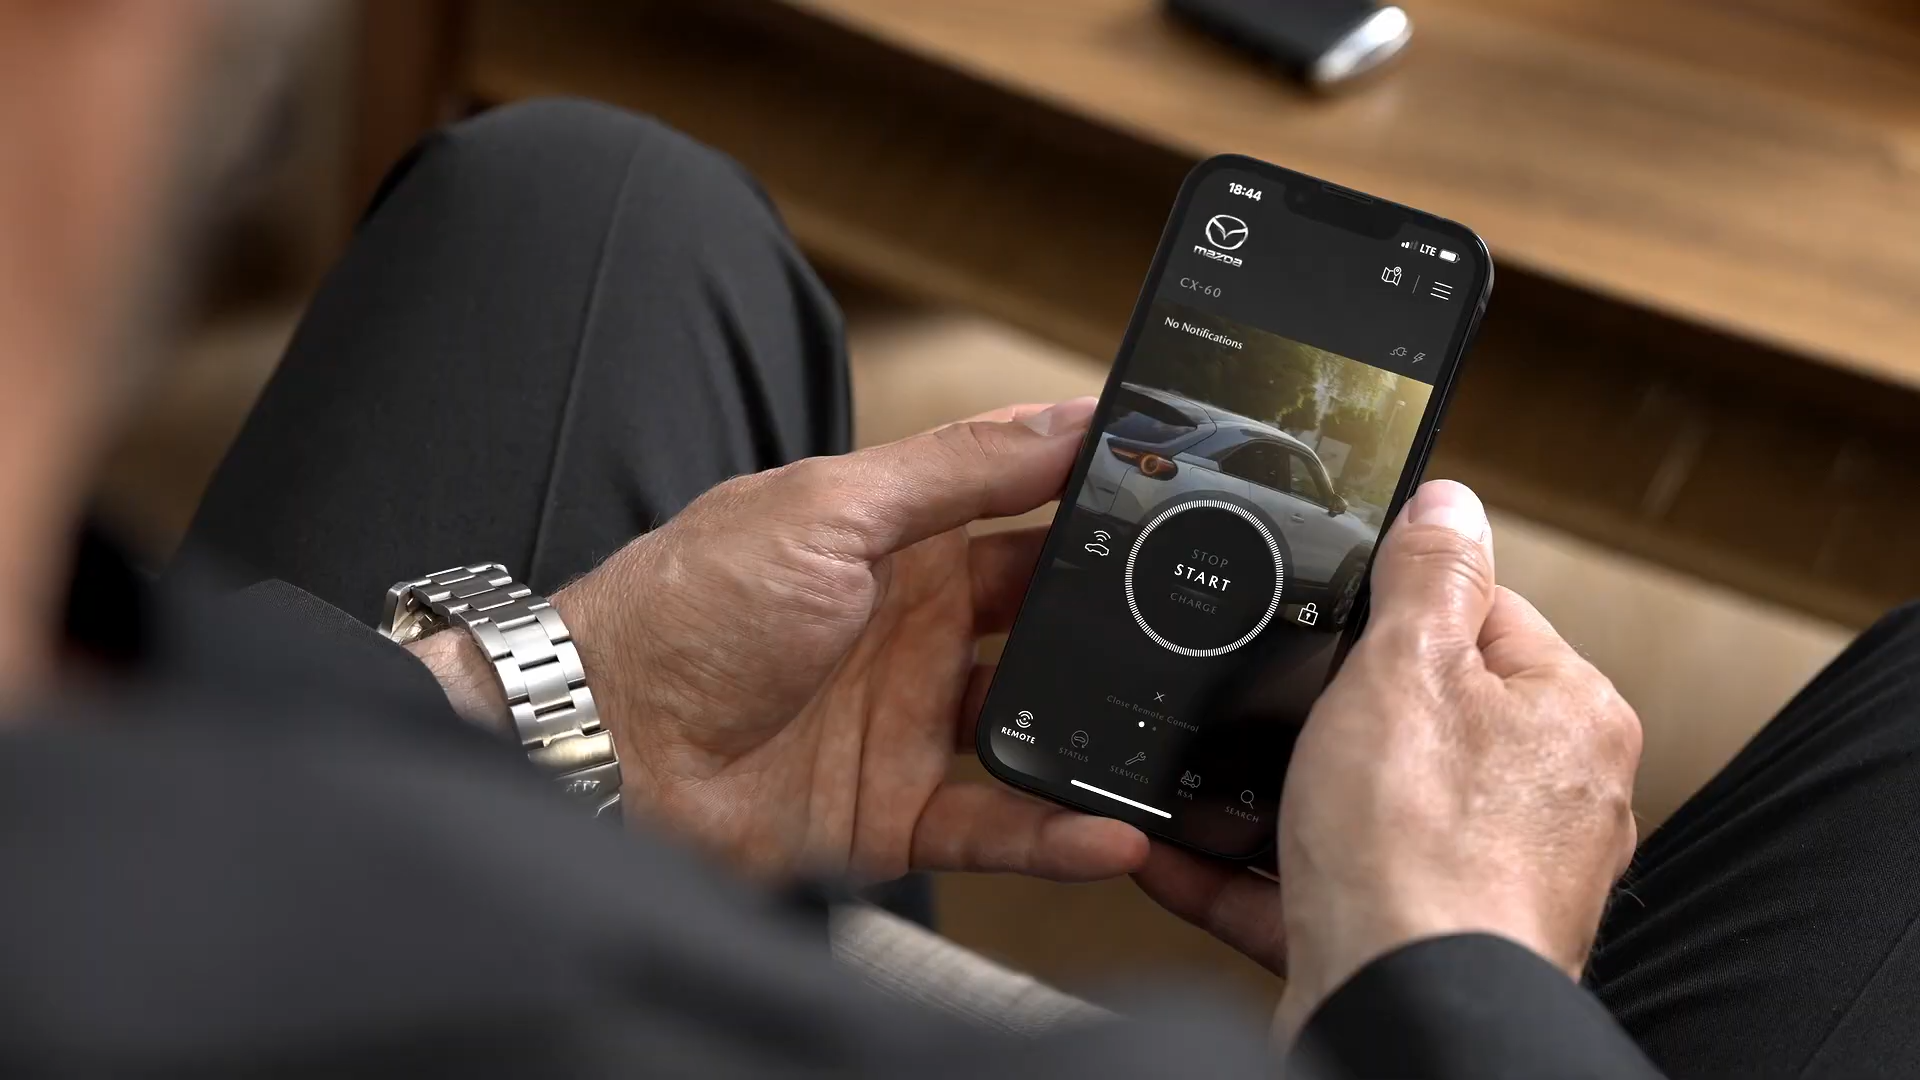 18:44
LTE
mazda
CX-60
No Notifications
STOP
START
CHARGE
Close Remote Control
REMOTE
STATUS
SERVICES
RSA
SEARCH